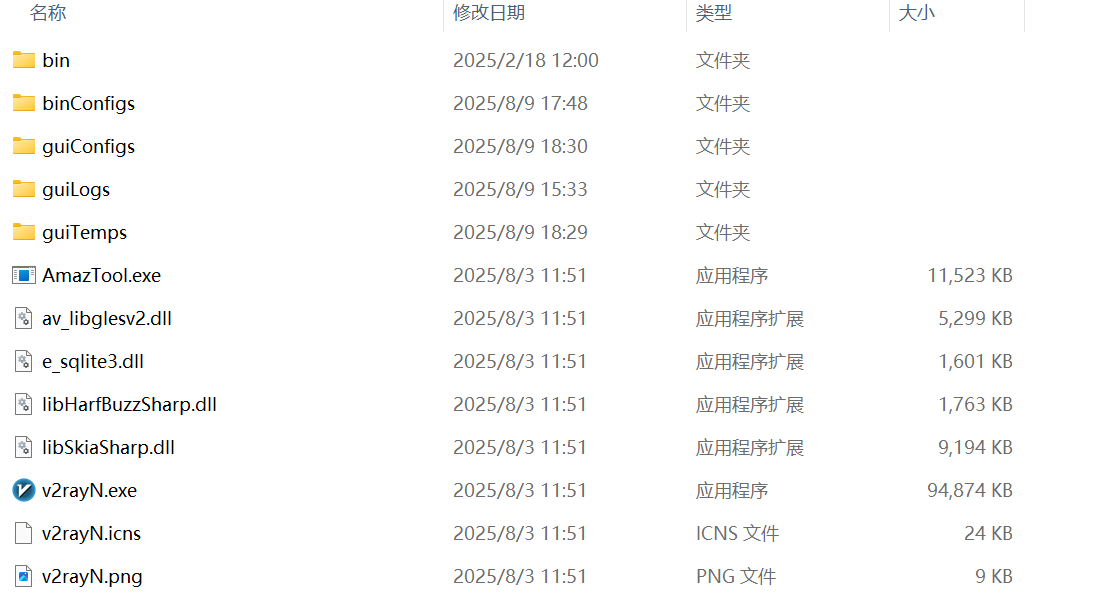 名称 修改日期 类型 大小
bin 2025/2/18 12:00 文件夹
binConfigs 2025/8/9 17:48 文件夹
guiConfigs 2025/8/9 18:30 文件夹
guiLogs 2025/8/9 15:33 文件夹
guiTemps 2025/8/9 18:29 文件夹
AmazTool.exe 2025/8/3 11:51 应用程序 11,523 KB
av_libglesv2.dll 2025/8/3 11:51 应用程序扩展 5,299 KB
e_sqlite3.dll 2025/8/3 11:51 应用程序扩展 1,601 KB
libHarfBuzzSharp.dll 2025/8/3 11:51 应用程序扩展 1,763 KB
libSkiaSharp.dll 2025/8/3 11:51 应用程序扩展 9,194 KB
v2rayN.exe 2025/8/3 11:51 应用程序 94,874 KB
v2rayN.icns 2025/8/3 11:51 ICNS 文件 24 KB
v2rayN.png 2025/8/3 11:51 PNG 文件 9 KB